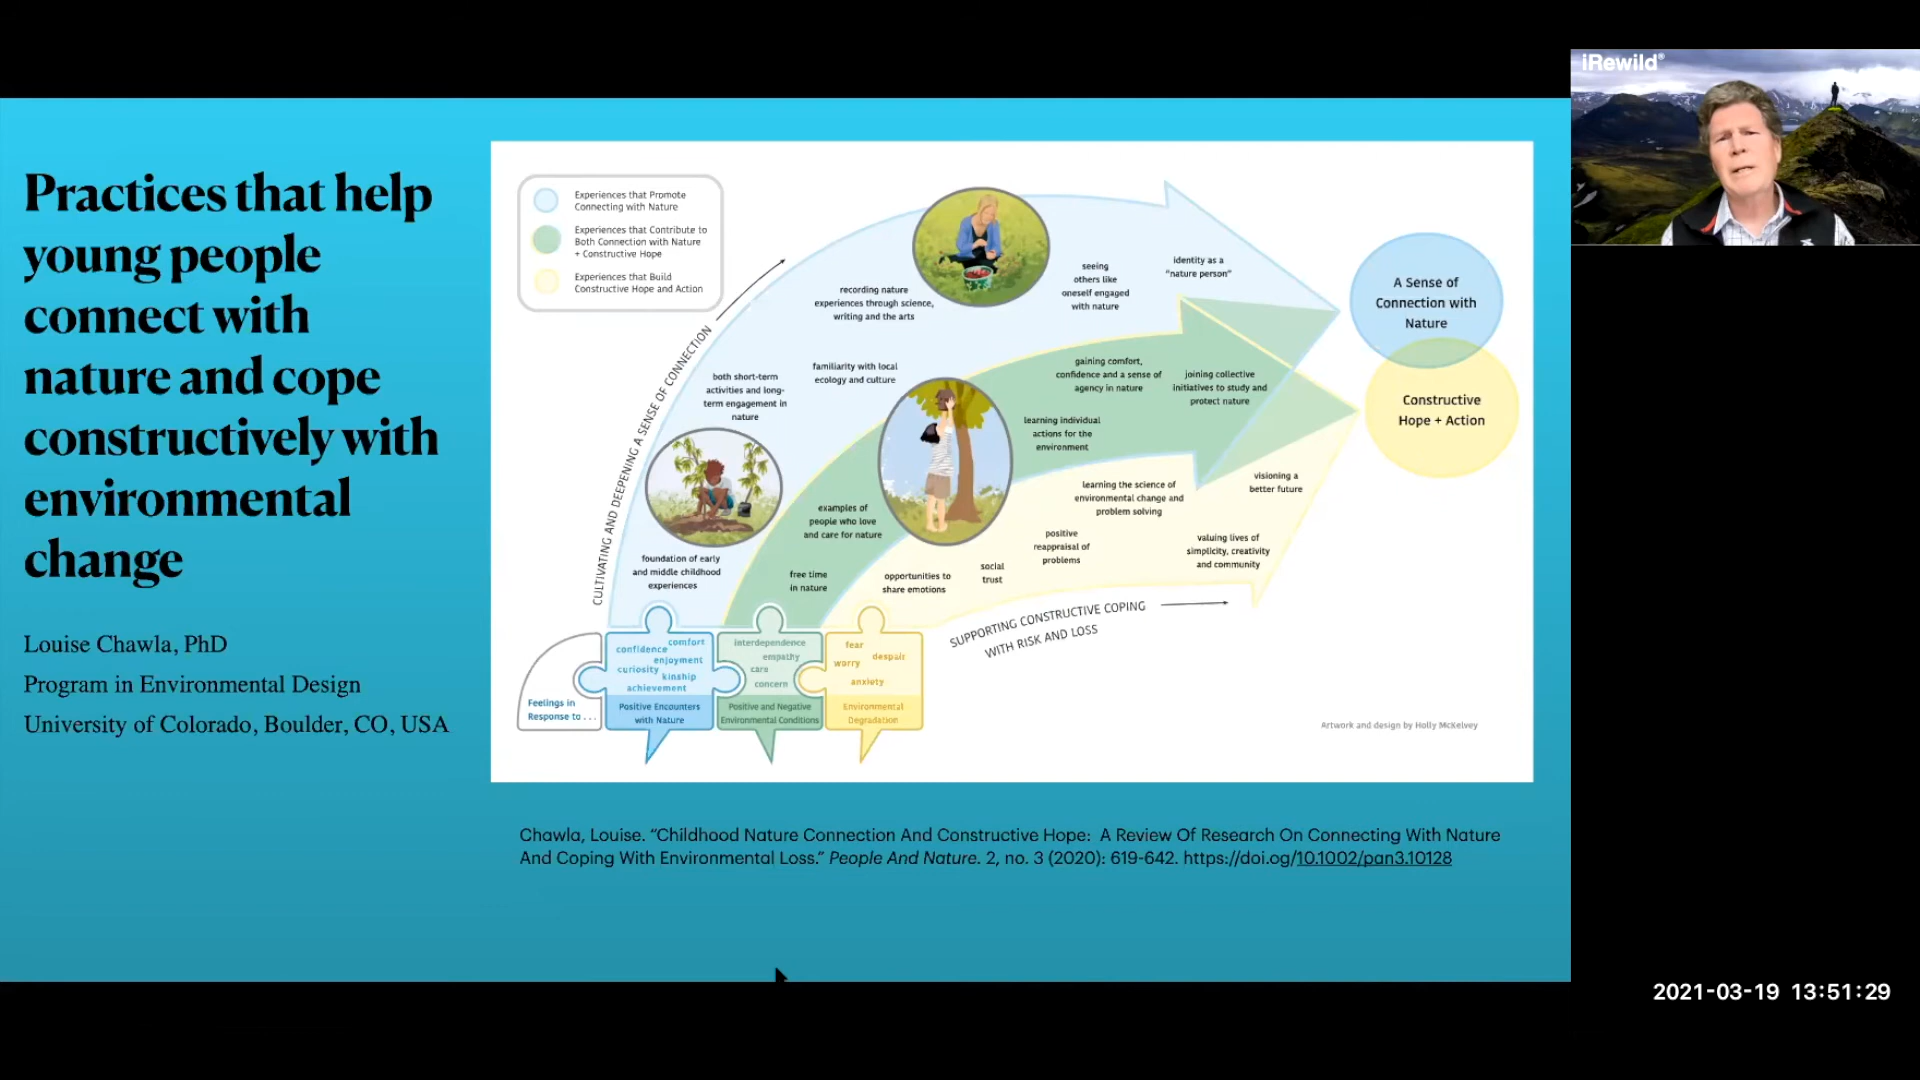 iRewild®
Practices that help
young people
connect with
nature and cope
constructively with
environmental
change
Louise Chawla, PhD
Program in Environmental Design
University of Colorado, Boulder, CO, USA
Experiences that Promote
Connecting with Nature
Experiences that Contribute to
Both Connection with Nature
+ Constructive Hope
Experiences that Build
Constructive Hope and Action
CULTIVATING AND DEEPENING A SENSE OF CONNECTION
recording nature
experiences through science,
writing and the arts
seeing
others like
oneself engaged
with nature
identity as a
"nature person"
both short-term
activities and long-
term engagement in
nature
familiarity with local
ecology and culture
foundation of early
and middle childhood
experiences
gaining comfort,
confidence and a sense of
agency in nature
joining collective
initiatives to study and
protect nature
learning individual
actions for the
environment
examples of
people who love
and care for nature
free time
in nature
learning the science of
environmental change and
problem solving
visioning a
better future
positive
reappraisal of
problems
valuing lives of
simplicity, creativity
and community
opportunities to
share emotions
social
trust
SUPPORTING CONSTRUCTIVE COPING
WITH RISK AND LOSS
A Sense of
Connection with
Nature
Constructive
Hope + Action
Feelings in
Response to . . .
comfort
confidence
enjoyment
curiosity
kinship
achievement
Positive Encounters
with Nature
interdependence
empathy
care
concern
Positive and Negative
Environmental Conditions
fear
despair
worry
anxiety
Environmental
Degradation
Artwork and design by Holly McKelvey
Chawla, Louise. “Childhood Nature Connection And Constructive Hope: A Review Of Research On Connecting With Nature
And Coping With Environmental Loss.” People And Nature. 2, no. 3 (2020): 619-642. https://doi.og/10.1002/pan3.10128
2021-03-19 13:51:29